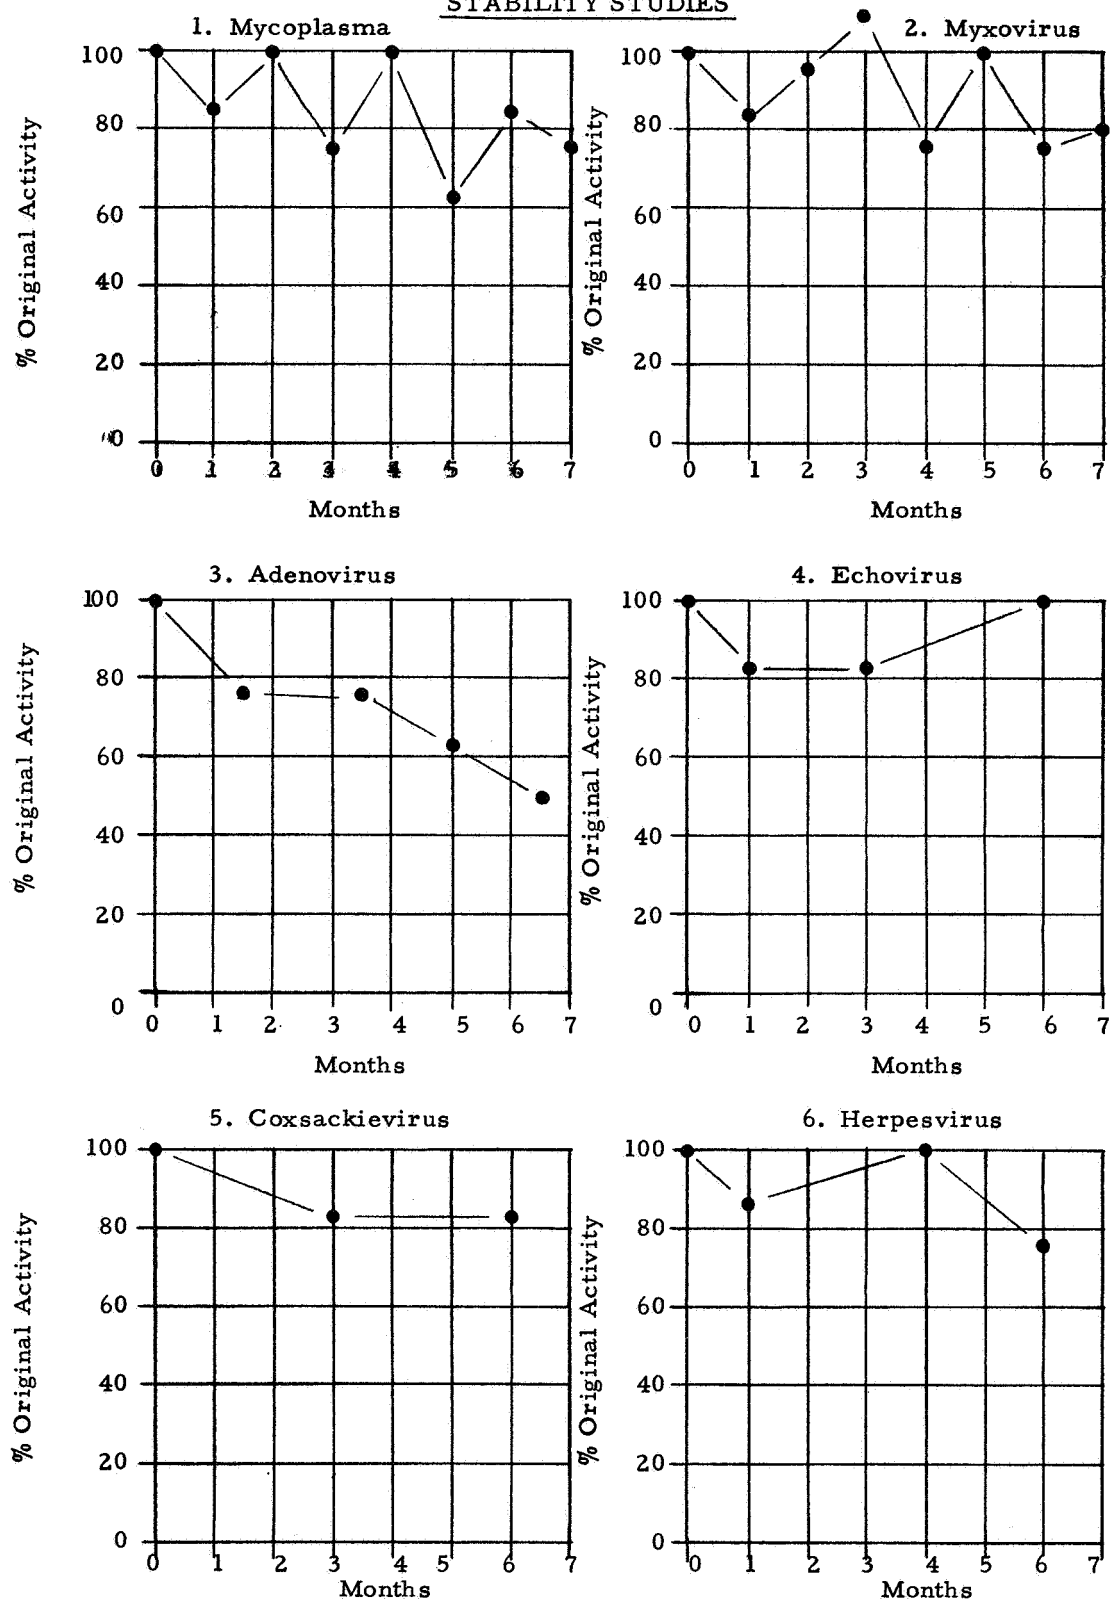 STABILITY STUDIES
1. Mycoplasma
% Original Activity
100
80
60
40
20
0
0 1 2 3 4 5 6 7
Months
2. Myxovirus
% Original Activity
100
80
60
40
20
0
0 1 2 3 4 5 6 7
Months
3. Adenovirus
% Original Activity
100
80
60
40
20
0
0 1 2 3 4 5 6 7
Months
4. Echovirus
% Original Activity
100
80
60
40
20
0
0 1 2 3 4 5 6 7
Months
5. Coxsackievirus
% Original Activity
100
80
60
40
20
0
0 1 2 3 4 5 6 7
Months
6. Herpesvirus
% Original Activity
100
80
60
40
20
0
0 1 2 3 4 5 6 7
Months